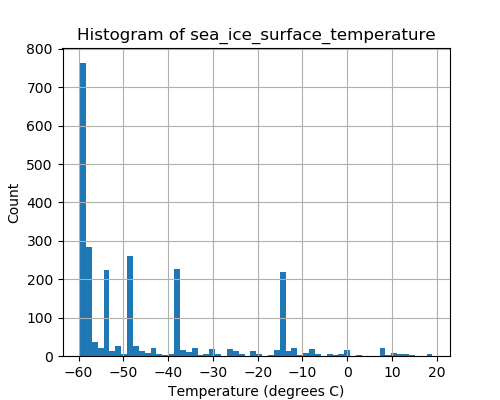 Histogram of sea_ice_surface_temperature
800
700
600
500
400
300
200
100
0
Count
−60 −50 −40 −30 −20 −10 0 10 20
Temperature (degrees C)